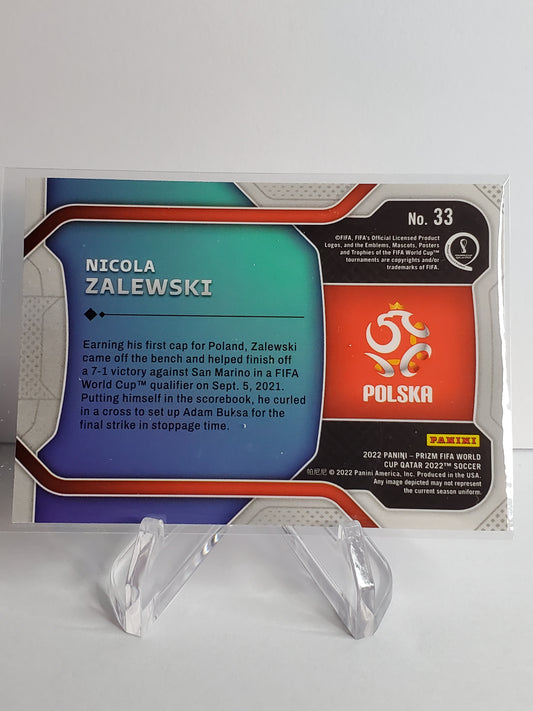 No. 33
©FIFA, FIFA's Official Licensed Product
Logos, and the Emblems, Mascots, Posters
and Trophies of the FIFA World Cup™
tournaments are copyrights and/or
trademarks of FIFA.
NICOLA
ZALEWSKI
Earning his first cap for Poland, Zalewski
came off the bench and helped finish off
a 7-1 victory against San Marino in a FIFA
World Cup™ qualifier on Sept. 5, 2021.
Putting himself in the scorebook, he curled
in a cross to set up Adam Buksa for the
final strike in stoppage time.
POLSKA
PANINI
2022 PANINI – PRIZM FIFA WORLD
CUP QATAR 2022™ SOCCER
帕尼尼 © 2022 Panini America, Inc. Produced in the USA.
Any image depicted may not represent
the current season uniform.